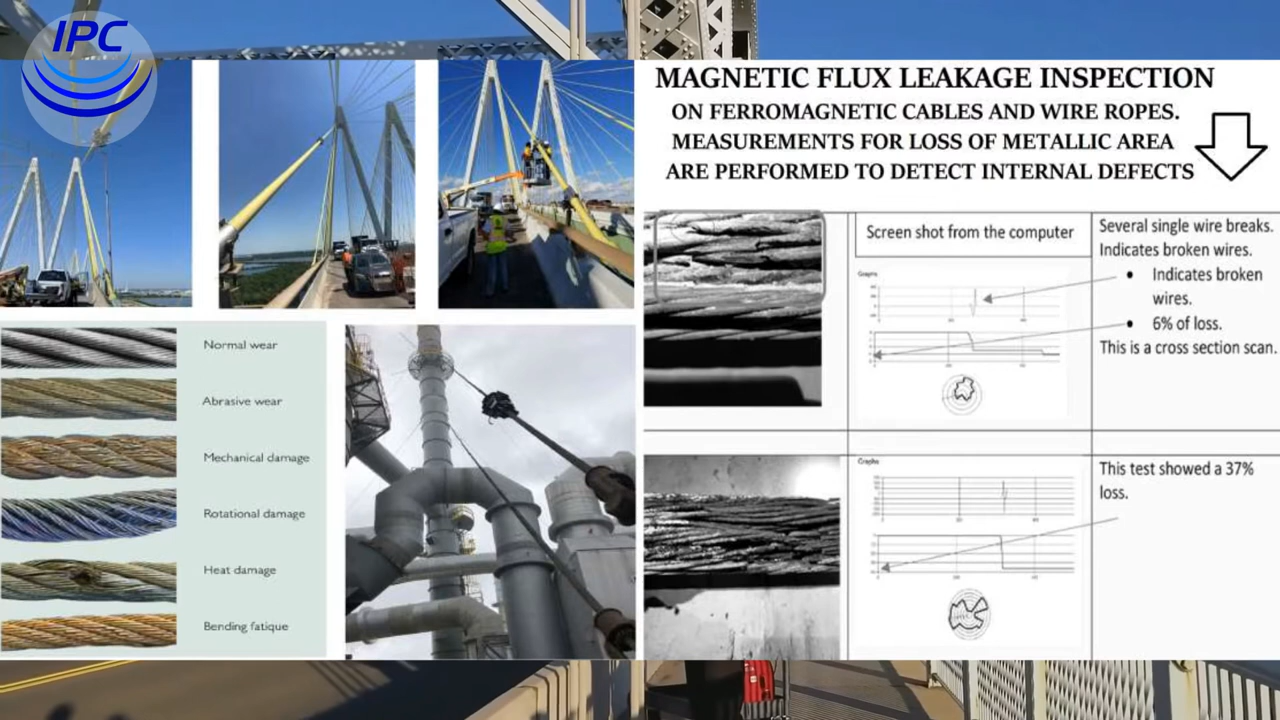 IPC
MAGNETIC FLUX LEAKAGE INSPECTION
ON FERROMAGNETIC CABLES AND WIRE ROPES.
MEASUREMENTS FOR LOSS OF METALLIC AREA
ARE PERFORMED TO DETECT INTERNAL DEFECTS
Normal wear
Abrasive wear
Mechanical damage
Rotational damage
Heat damage
Bending fatique
Screen shot from the computer
Graphs
Several single wire breaks.
Indicates broken wires.
• Indicates broken
wires.
• 6% of loss.
This is a cross section scan.
Graphs
This test showed a 37%
loss.